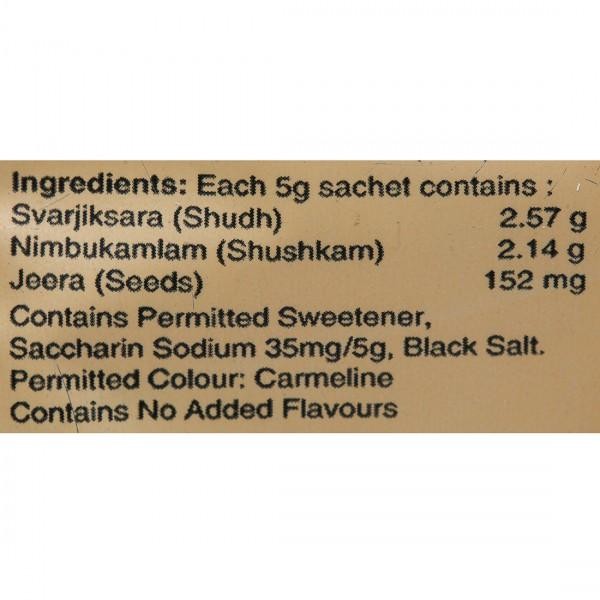 Ingredients: Each 5g sachet contains :
Svarjiksara (Shudh) 2.57 g
Nimbukamlam (Shushkam) 2.14 g
Jeera (Seeds) 152 mg
Contains Permitted Sweetener,
Saccharin Sodium 35mg/5g, Black Salt.
Permitted Colour: Carmeline
Contains No Added Flavours